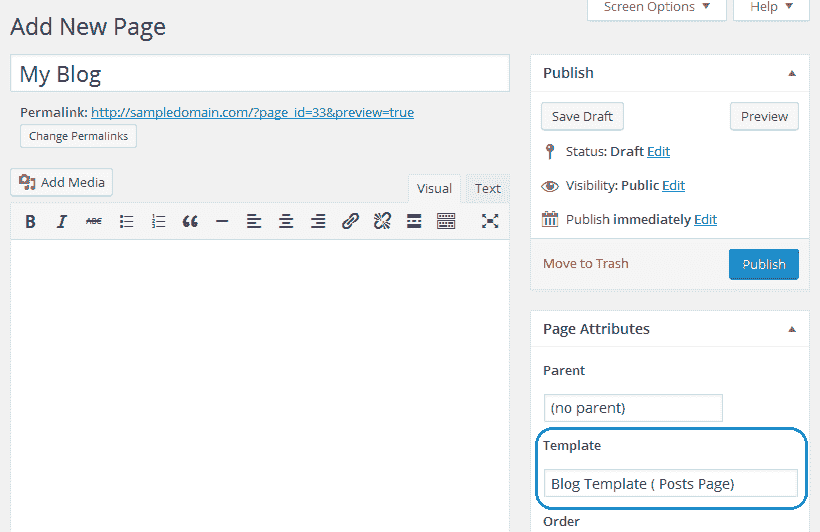 Screen Options Help
Add New Page
My Blog
Permalink: http://sampledomain.com/?page_id=33&preview=true
Change Permalinks
Add Media
Visual Text
B I ABC
Publish
Save Draft Preview
Status: Draft Edit
Visibility: Public Edit
Publish immediately Edit
Move to Trash Publish
Page Attributes
Parent
(no parent)
Template
Blog Template ( Posts Page)
Order